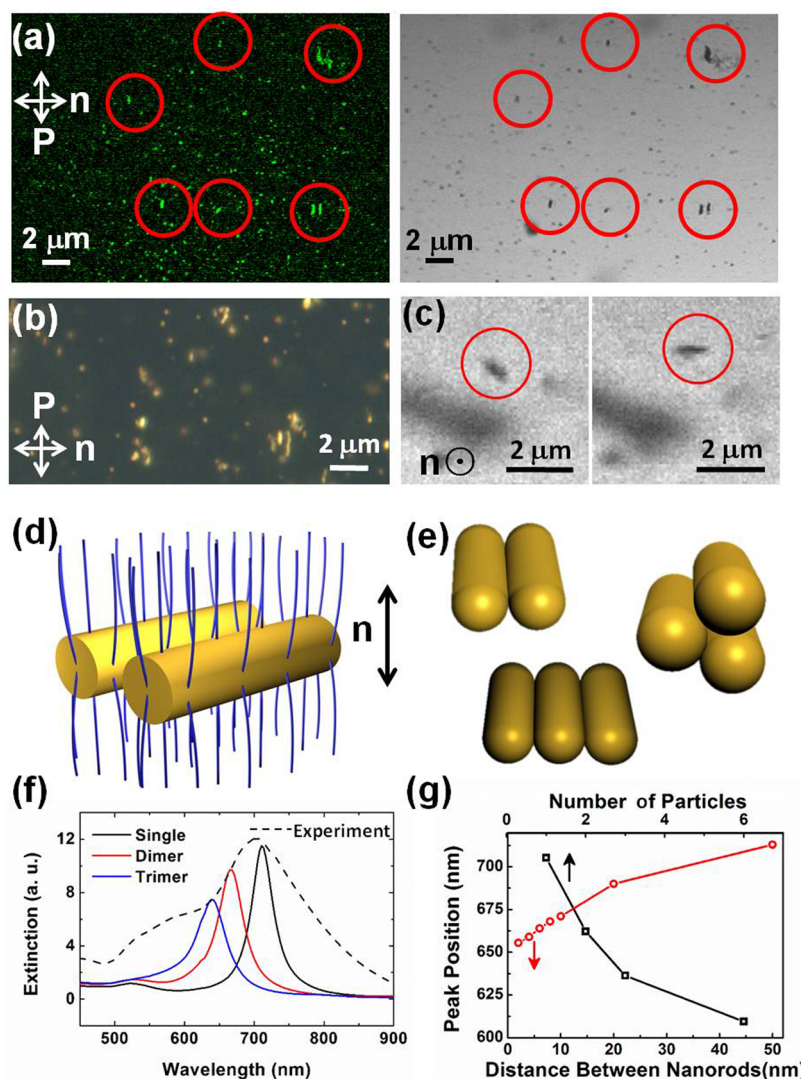 (a)
n
P
2 μm
2 μm
(b)
P
n
2 μm
(c)
n
2 μm
2 μm
(d)
n
(e)
(f)
Extinction (a. u.)
12
8
4
0
Single
Dimer
Trimer
Experiment
500 600 700 800 900
Wavelength (nm)
(g)
Number of Particles
0 2 4 6
Peak Position (nm)
700
675
650
625
600
0 10 20 30 40 50
Distance Between Nanorods(nm)